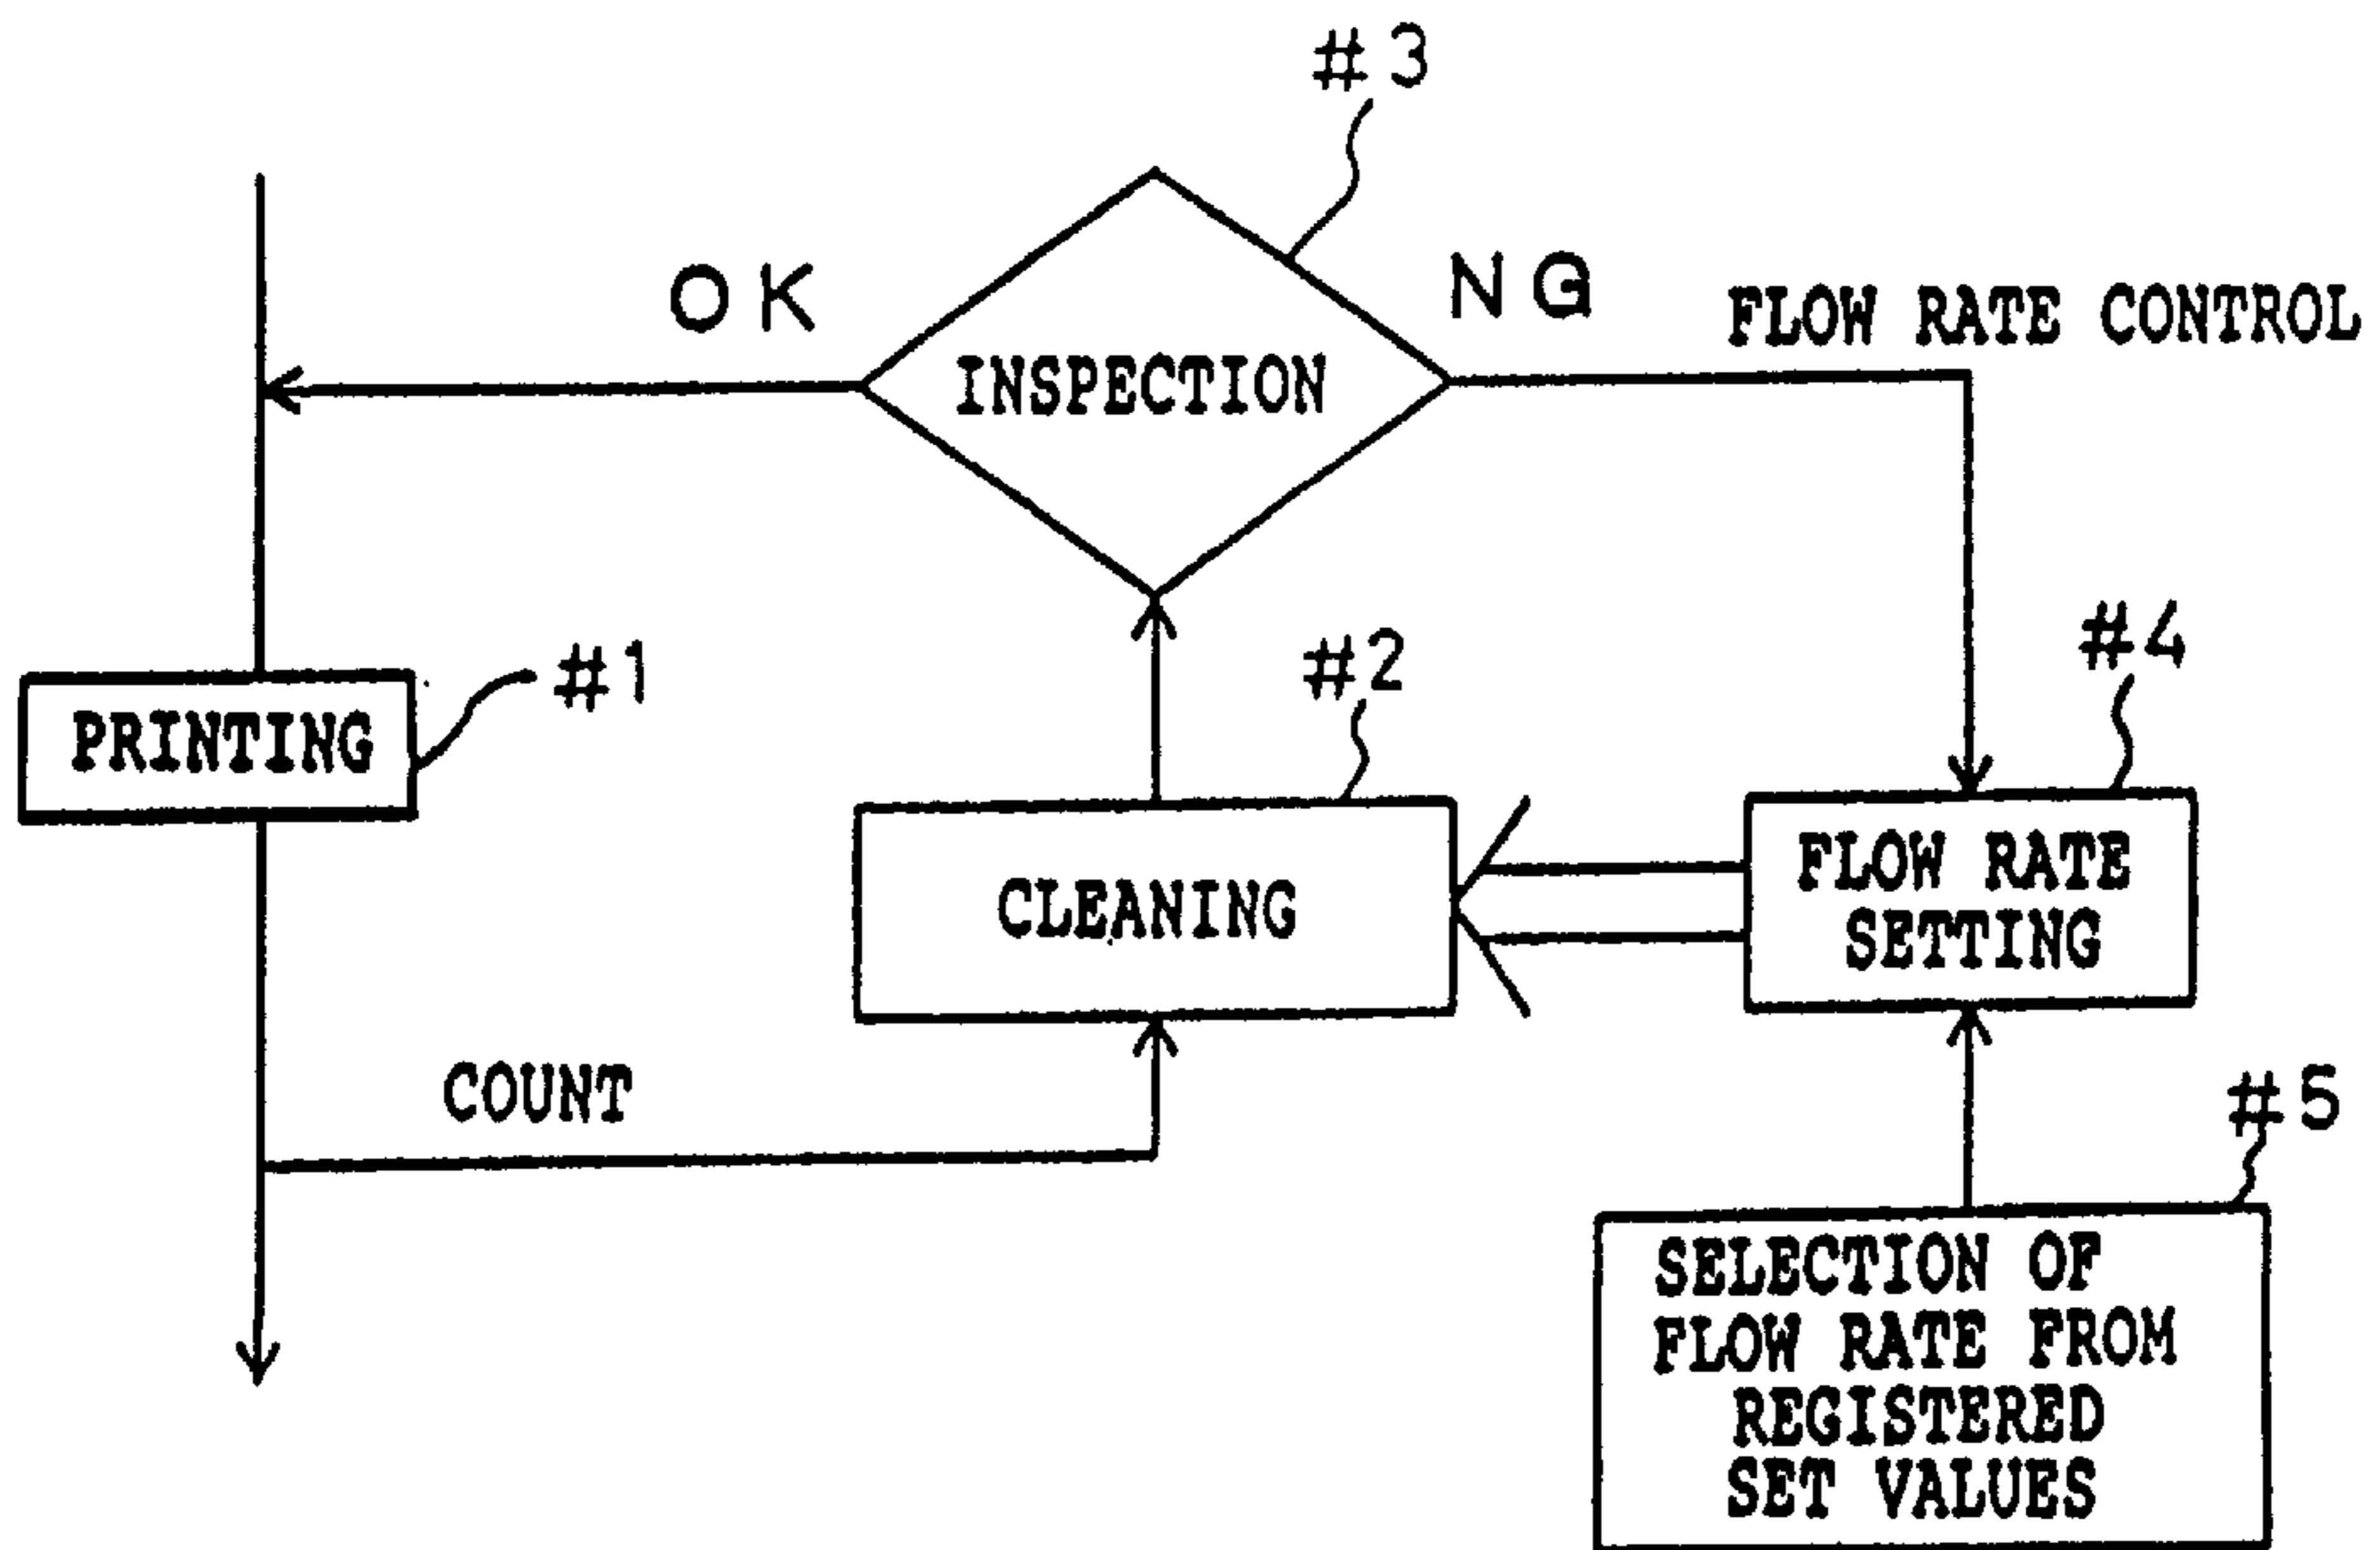 #3
OK
NG
FLOW RATE CONTROL
INSPECTION
#1
#2
#4
PRINTING
FLOW RATE
SETTING
CLEANING
COUNT
#5
SELECTION OF
FLOW RATE FROM
REGISTERED
SET VALUES